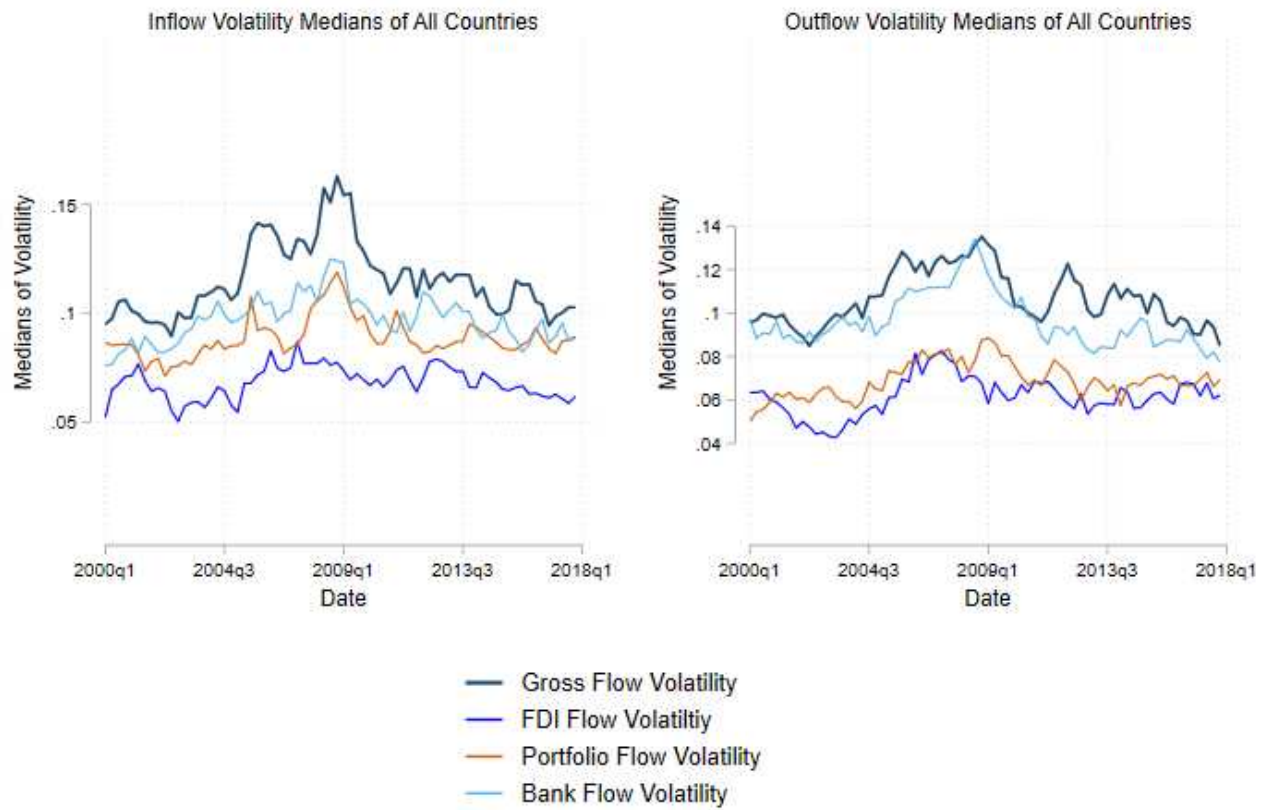 Inflow Volatility Medians of All Countries
Medians of Volatility
.15
.1
.05
2000q1 2004q3 2009q1 2013q3 2018q1
Date
Outflow Volatility Medians of All Countries
Medians of Volatility
.14
.12
.1
.08
.06
.04
2000q1 2004q3 2009q1 2013q3 2018q1
Date
Gross Flow Volatility
FDI Flow Volatiltiy
Portfolio Flow Volatility
Bank Flow Volatility